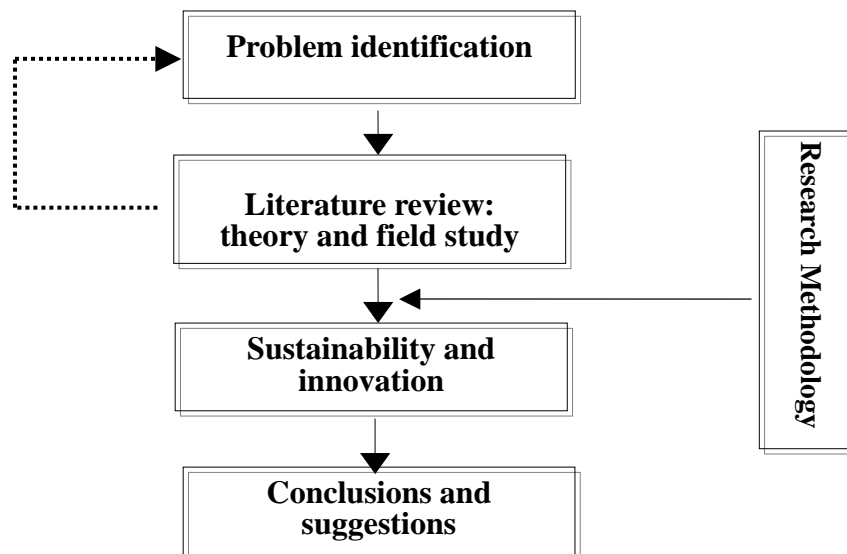 Problem identification
Literature review:
theory and field study
Research Methodology
Sustainability and
innovation
Conclusions and
suggestions